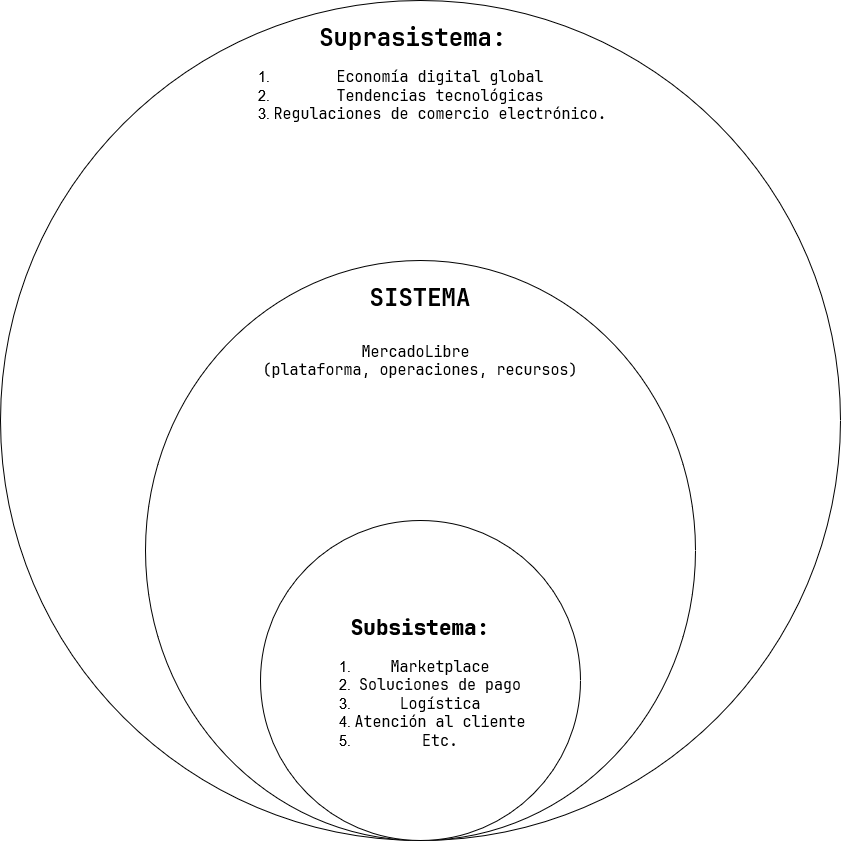 Suprasistema:
1. Economía digital global
2. Tendencias tecnológicas
3. Regulaciones de comercio electrónico.
SISTEMA
MercadoLibre
(plataforma, operaciones, recursos)
Subsistema:
1. Marketplace
2. Soluciones de pago
3. Logística
4. Atención al cliente
5. Etc.